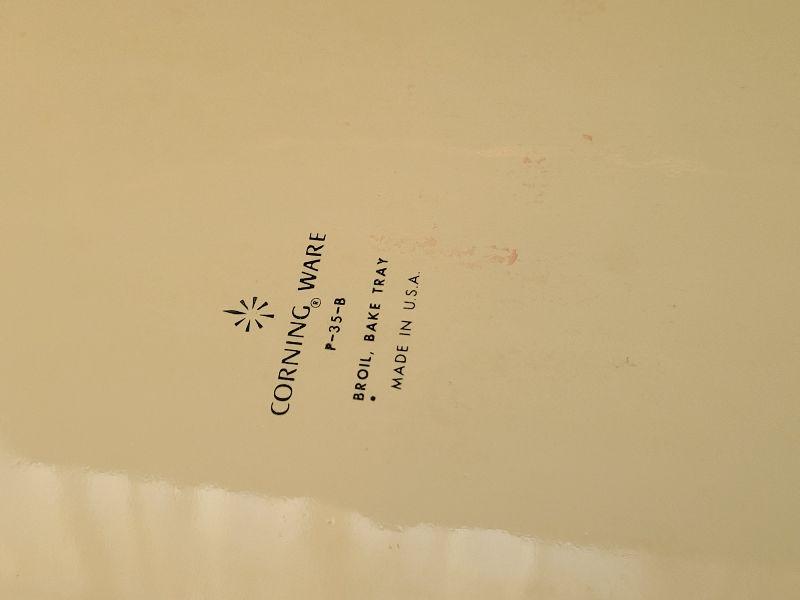 CORNING® WARE
P-35-B
BROIL, BAKE TRAY
MADE IN U.S.A.